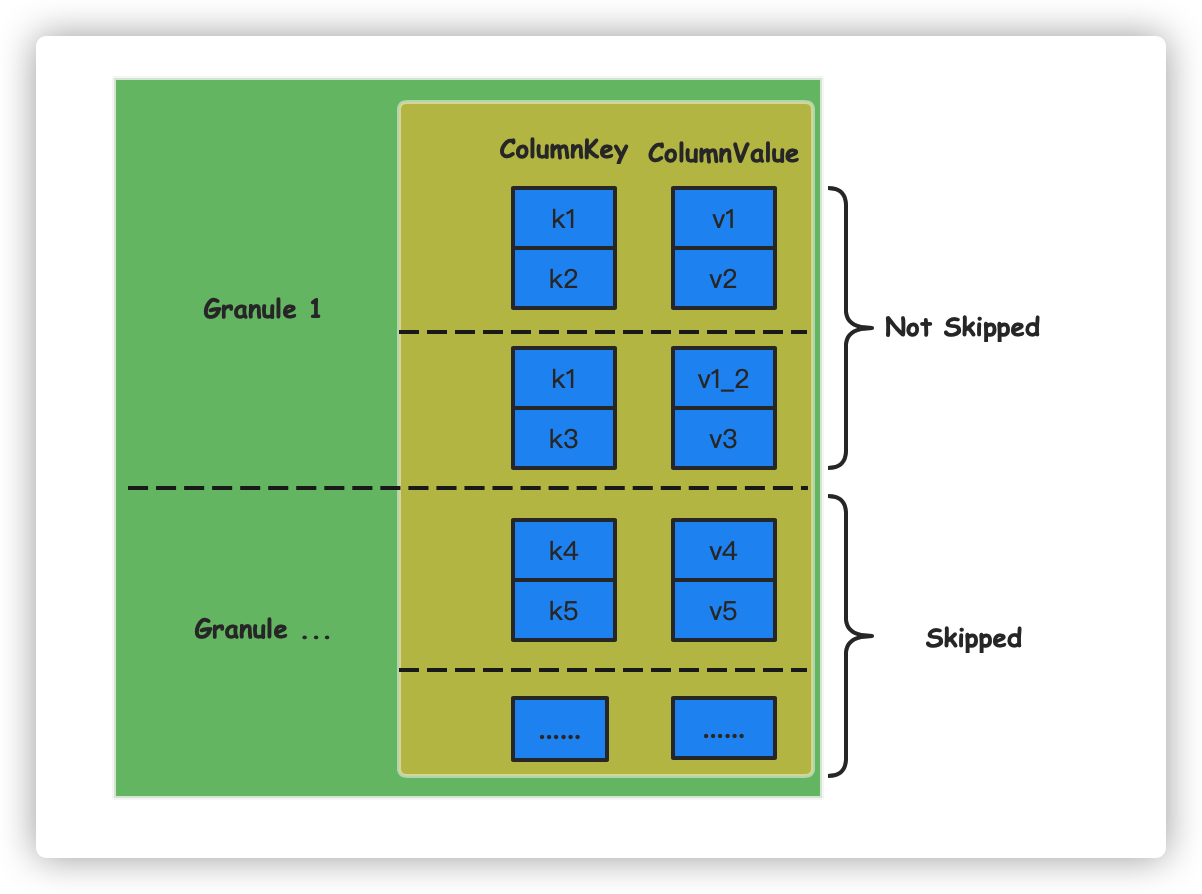 ColumnKey ColumnValue
k1 v1
k2 v2
Granule 1
Not Skipped
k1 v1_2
k3 v3
k4 v4
k5 v5
Granule ...
Skipped
...... ......